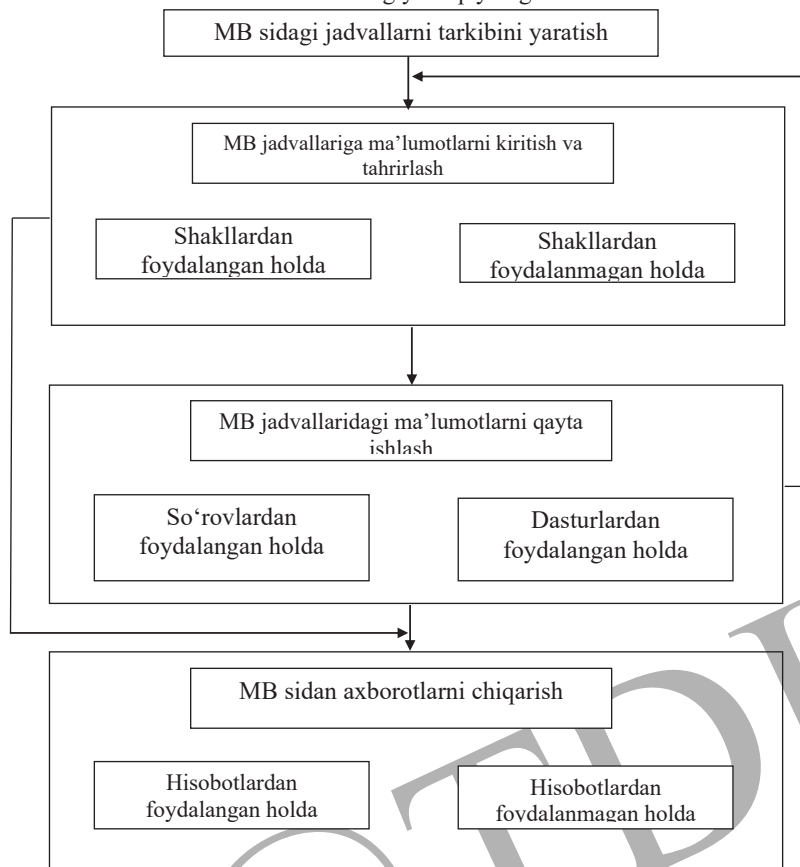 MB sidagi jadvallarni tarkibini yaratish
MB jadvallariga ma’lumotlarni kiritish va
tahrirlash
Shakllardan
foydalangan holda
Shakllardan
foydalanmagan holda
MB jadvallaridagi ma’lumotlarni qayta
ishlash
So‘rovlardan
foydalangan holda
Dasturlardan
foydalangan holda
MB sidan axborotlarni chiqarish
Hisobotlardan
foydalangan holda
Hisobotlardan
foydalanmagan holda